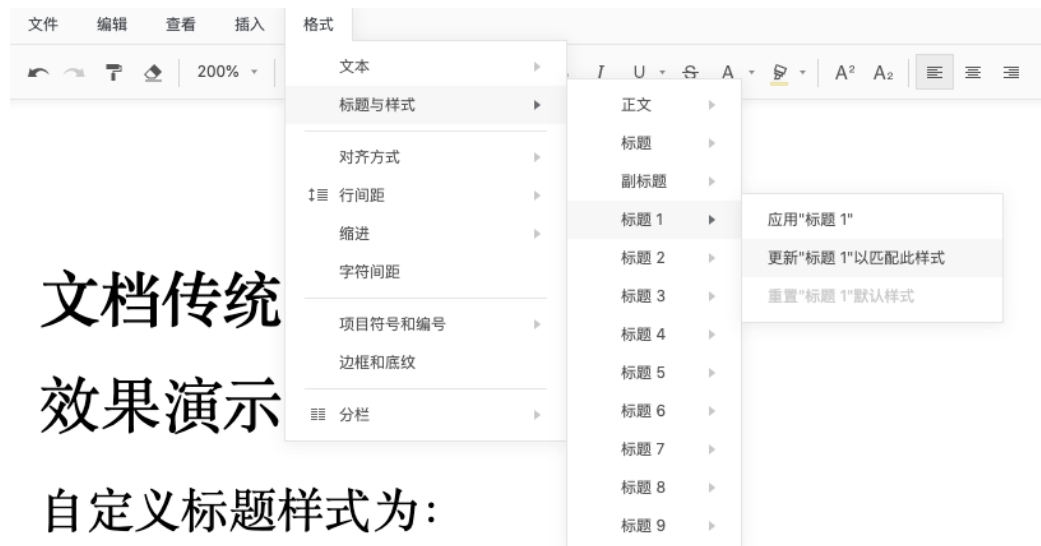 文件 编辑 查看 插入 格式
200% I U S A A² A₂
文本
标题与样式
对齐方式
行间距
缩进
字符间距
项目符号和编号
边框和底纹
分栏
正文
标题
副标题
标题 1
标题 2
标题 3
标题 4
标题 5
标题 6
标题 7
标题 8
标题 9
应用"标题 1"
更新"标题 1"以匹配此样式
重置"标题 1"默认样式
文档传统
效果演示
自定义标题样式为：